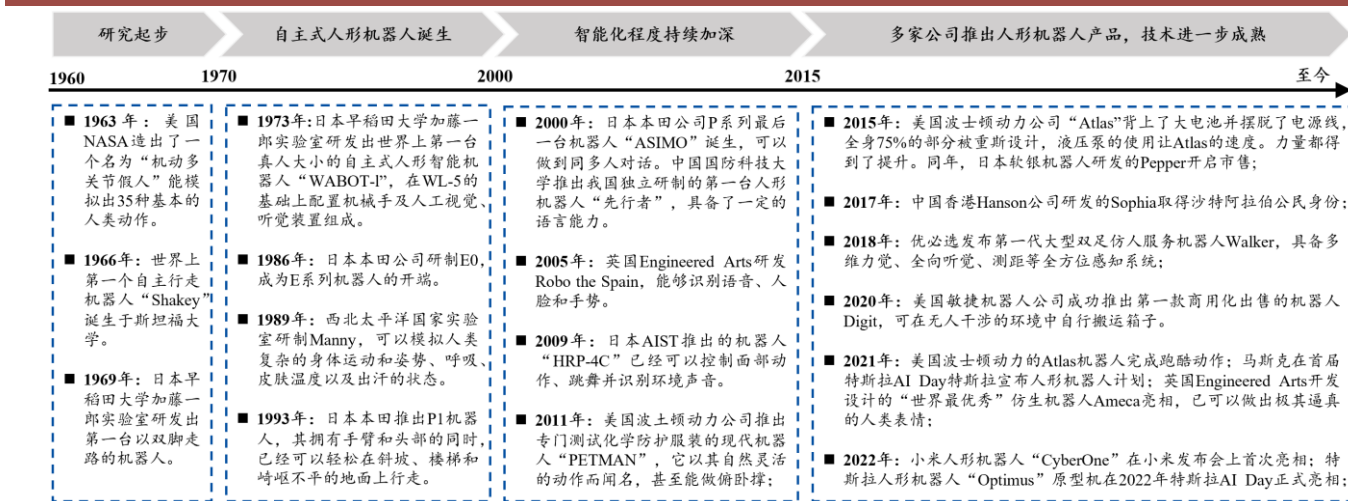 研究起步
自主式人形机器人诞生
智能化程度持续加深
多家公司推出人形机器人产品，技术进一步成熟
1960
1970
2000
2015
至今
■ 1963年：美国
NASA造出了一
个名为“机动多
关节假人”能模
拟出35种基本的
人类动作。
■ 1966年：世界上
第一个自主行走
机器人“Shakey”
诞生于斯坦福大
学。
■ 1969年：日本早
稻田大学加藤一
郎实验室研发出
第一台以双脚走
路的机器人。
■ 1973年:日本早稻田大学加藤一
郎实验室研发出世界上第一台
真人大小的自主式人形智能机
器人“WABOT-l”，在WL-5的
基础上配置机械手及人工视觉、
听觉装置组成。
■ 1986年：日本本田公司研制E0,
成为E系列机器人的开端。
■ 1989年：西北太平洋国家实验
室研制Manny，可以模拟人类
复杂的身体运动和姿势、呼吸、
皮肤温度以及出汗的状态。
■ 1993年：日本本田推出P1机器
人，其拥有手臂和头部的同时，
已经可以轻松在斜坡、楼梯和
崎岖不平的地面上行走。
■ 2000年：日本本田公司P系列最后
一台机器人“ASIMO”诞生，可以
做到同多人对话。中国国防科技大
学推出我国独立研制的第一台人形
机器人“先行者”，具备了一定的
语言能力。
■ 2005年：英国Engineered Arts研发
Robo the Spain，能够识别语音、人
脸和手势。
■ 2009年：日本AIST推出的机器人
“HRP-4C”已经可以控制面部动
作、跳舞并识别环境声音。
■ 2011年：美国波士顿动力公司推出
专门测试化学防护服装的现代机器
人“PETMAN”，它以其自然灵活
的动作而闻名，甚至能做俯卧撑；
■ 2015年：美国波士顿动力公司“Atlas”背上了大电池并摆脱了电源线，
全身75%的部分被重新设计，液压泵的使用让Atlas的速度。力量都得
到了提升。同年，日本软银机器人研发的Pepper开启市售；
■ 2017年：中国香港Hanson公司研发的Sophia取得沙特阿拉伯公民身份；
■ 2018年：优必选发布第一代大型双足仿人服务机器人Walker，具备多
维力觉、全向听觉、测距等全方位感知系统；
■ 2020年：美国敏捷机器人公司成功推出第一款商用化出售的机器人
Digit，可在无人干涉的环境中自行搬运箱子。
■ 2021年：美国波士顿动力的Atlas机器人完成跑酷动作；马斯克在首届
特斯拉AI Day特斯拉宣布人形机器人计划；英国Engineered Arts开发
设计的“世界最优秀”仿生机器人Ameca亮相，已可以做出极其逼真
的人类表情；
■ 2022年：小米人形机器人“CyberOne”在小米发布会上首次亮相；特
斯拉人形机器人“Optimus”原型机在2022年特斯拉AI Day正式亮相；